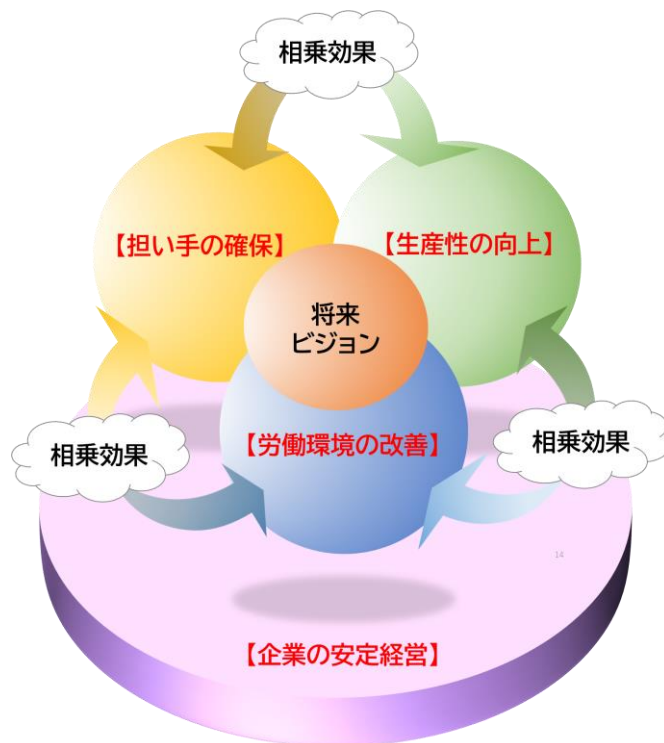 相乗効果
【担い手の確保】
【生産性の向上】
将来
ビジョン
相乗効果
【労働環境の改善】
相乗効果
14
【企業の安定経営】